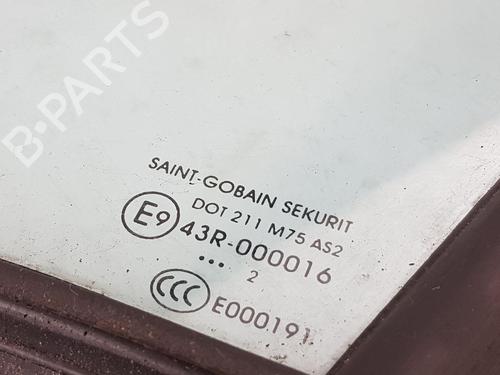 B-PARTS
SAINT-GOBAIN SEKURIT
DOT 211 M75 AS2
E9 43R-000016
... 2
CCC E000191